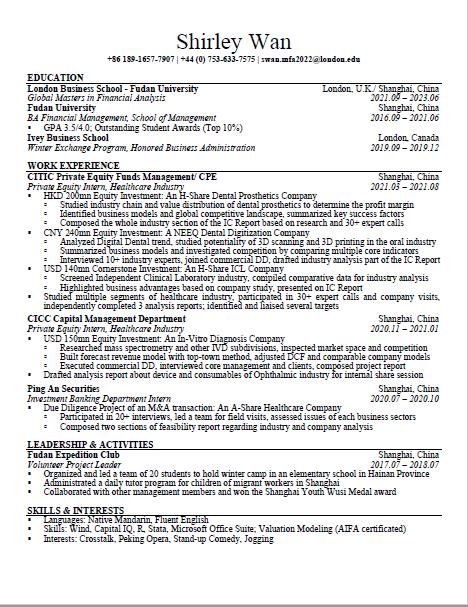 Shirley Wan
+86 189-1657-7907 | +44 (0) 753-633-7575 | swan.mfa2022@london.edu
EDUCATION
London Business School - Fudan University London, U.K./ Shanghai, China
Global Masters in Financial Analysis 2021.09 – 2023.06
Fudan University Shanghai, China
BA Financial Management, School of Management 2016.09 – 2021.06
▪ GPA 3.5/4.0; Outstanding Student Awards (Top 10%)
Ivey Business School London, Canada
Winter Exchange Program, Honored Business Administration 2019.09 – 2019.12
WORK EXPERIENCE
CITIC Private Equity Funds Management/ CPE Shanghai, China
Private Equity Intern, Healthcare Industry 2021.03 – 2021.08
▪ HKD 200mn Equity Investment: An H-Share Dental Prosthetics Company
▫ Studied industry chain and value distribution of dental prosthetics to determine the profit margin
▫ Identified business models and global competitive landscape, summarized key success factors
▫ Composed the whole industry section of the IC Report based on research and 30+ expert calls
▪ CNY 240mn Equity Investment: A NEEQ Dental Digitization Company
▫ Analyzed Digital Dental trend, studied potentiality of 3D scanning and 3D printing in the oral industry
▫ Summarized business models and investigated competition by comparing multiple companies
▫ Interviewed 10+ industry experts, joined commercial DD, drafted industry analysis part of the IC Report
▪ USD 140mn Cornerstone Investment: An H-Share ICL Company
▫ Screened Independent Clinical Laboratory industry, compiled comparative data for industry analysis
▫ Highlighted business advantages based on company study, presented on IC Report
▪ Studied multiple segments of healthcare industry, participated in 30+ expert calls and company visits,
independently completed 3 analysis reports; identified and liaised several targets
CICC Capital Management Department Shanghai, China
Private Equity Intern, Healthcare Industry 2020.11 – 2021.01
▪ USD 150mn Equity Investment: An In-Vitro Diagnosis Company
▫ Researched mass spectrometry and other IVD subdivisions, inspected market space and competition
▫ Built forecast revenue model with top-town method, adjusted DCF and comparable company models
▫ Executed commercial DD, interviewed core management and clients, composed project report
▪ Drafted analysis report about device and consumables of Ophthalmic industry for internal share session
Ping An Securities Shanghai, China
Investment Banking Department Intern 2020.07 – 2020.10
▪ Due Diligence Project of an M&A transaction: An A-Share Healthcare Company
▫ Participated in 20+ interviews, led a team for field visits, assessed issues of each business sectors
▫ Composed two sections of feasibility report regarding industry and company analysis
LEADERSHIP & ACTIVITIES
Fudan Expedition Club Shanghai, China
Volunteer Project Leader 2017.07 – 2018.07
▪ Organized and led a team of 20 students to hold winter camp in an elementary school in Hainan Province
▪ Administrated a daily tutor program for children of migrant workers in Shanghai
▪ Collaborated with other management members and won the Shanghai Youth Wusi Medal award
SKILLS & INTERESTS
▪ Languages: Native Mandarin, Fluent English
▪ Skills: Wind, Capital IQ, R, Stata, Microsoft Office Suite; Valuation Modeling (AIFA certificated)
▪ Interests: Crosstalk, Peking Opera, Stand-up Comedy, Jogging